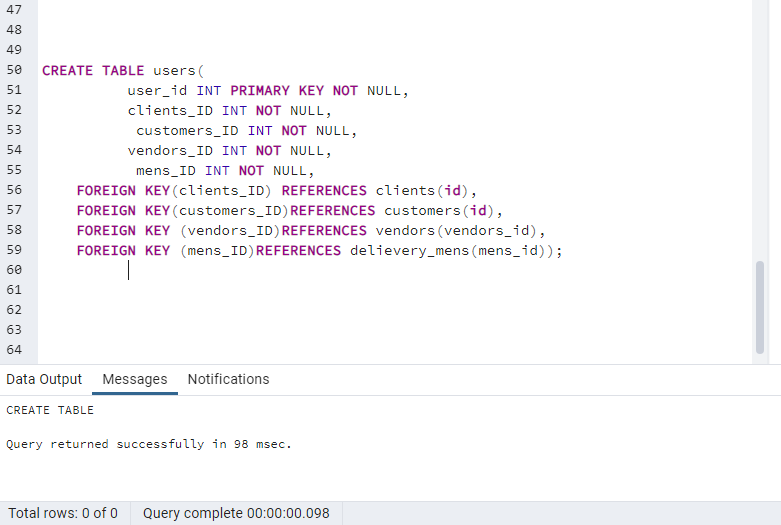 47
48
49
50 CREATE TABLE users(
51 user_id INT PRIMARY KEY NOT NULL,
52 clients_ID INT NOT NULL,
53 customers_ID INT NOT NULL,
54 vendors_ID INT NOT NULL,
55 mens_ID INT NOT NULL,
56 FOREIGN KEY(clients_ID) REFERENCES clients(id),
57 FOREIGN KEY(customers_ID)REFERENCES customers(id),
58 FOREIGN KEY (vendors_ID)REFERENCES vendors(vendors_id),
59 FOREIGN KEY (mens_ID)REFERENCES delievery_mens(mens_id));
60
61
62
63
64
Data Output Messages Notifications
CREATE TABLE
Query returned successfully in 98 msec.
Total rows: 0 of 0 Query complete 00:00:00.098